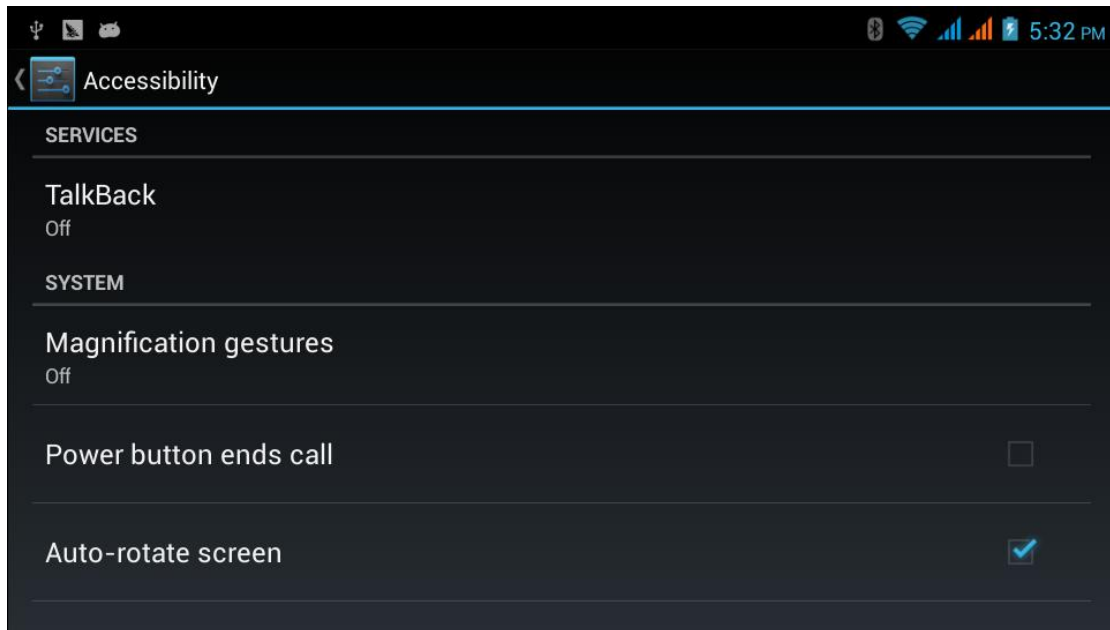 5:32 PM
Accessibility
SERVICES
TalkBack
Off
SYSTEM
Magnification gestures
Off
Power button ends call
Auto-rotate screen